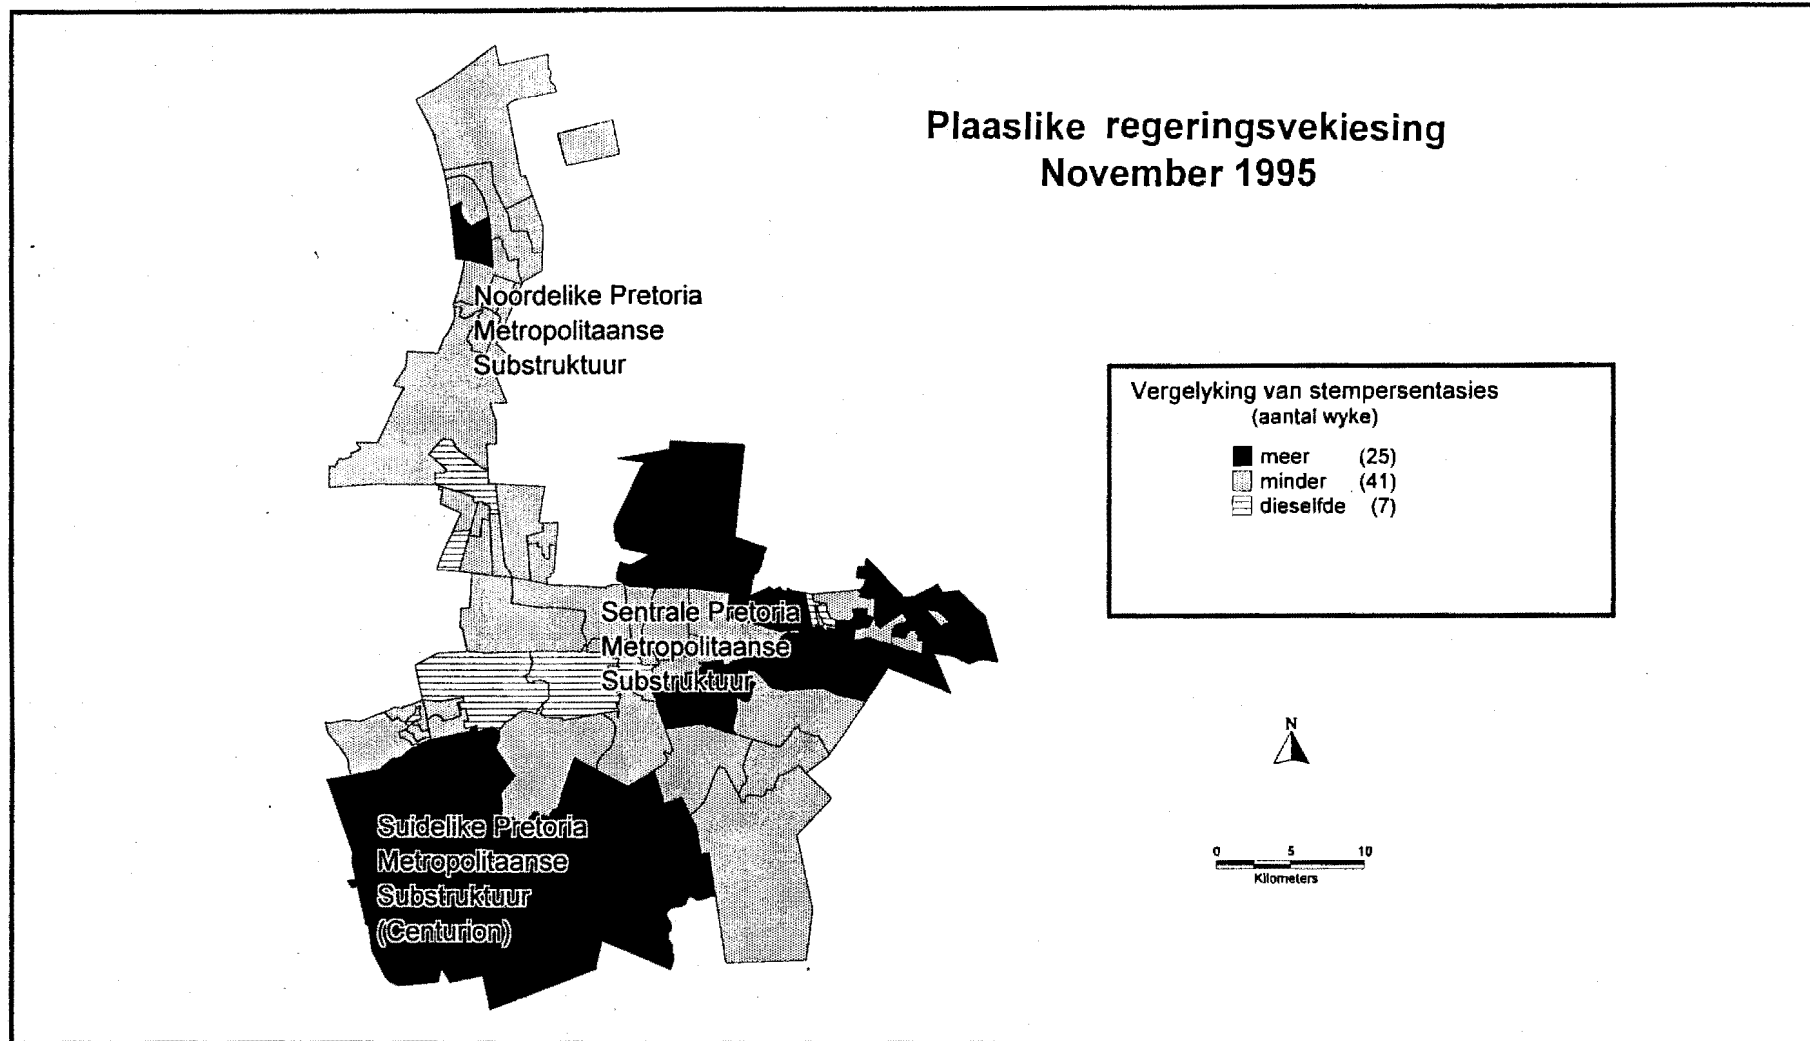 Plaaslike regeringsvekiesing
November 1995
Noordelike Pretoria
Metropolitaanse
Substruktuur
Vergelyking van stempersentasies
(aantal wyke)
meer (25)
minder (41)
dieselfde (7)
Sentrale Pretoria
Metropolitaanse
Substruktuur
N
Suidelike Pretoria
Metropolitaanse
Substruktuur
(Centurion)
0 5 10
Kilometers